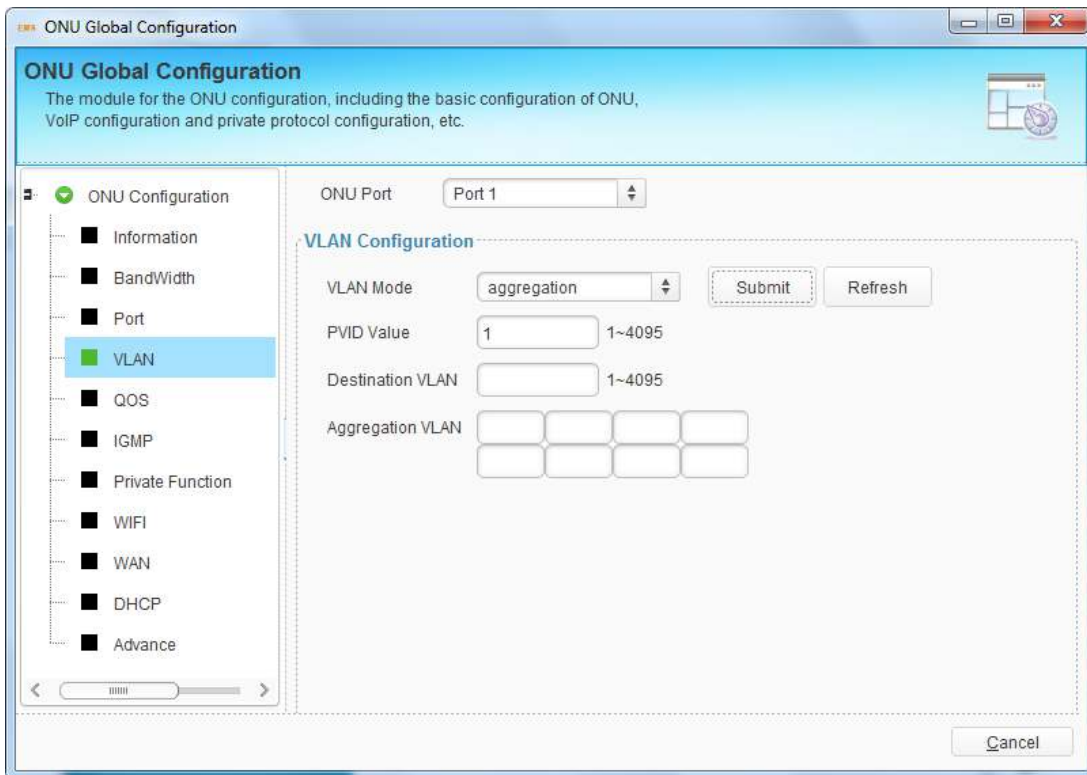 EMS ONU Global Configuration
ONU Global Configuration
The module for the ONU configuration, including the basic configuration of ONU,
VoIP configuration and private protocol configuration, etc.
ONU Configuration
Information
BandWidth
Port
VLAN
QOS
IGMP
Private Function
WIFI
WAN
DHCP
Advance
ONU Port Port 1
VLAN Configuration
VLAN Mode aggregation Submit Refresh
PVID Value 1 1~4095
Destination VLAN 1~4095
Aggregation VLAN
Cancel